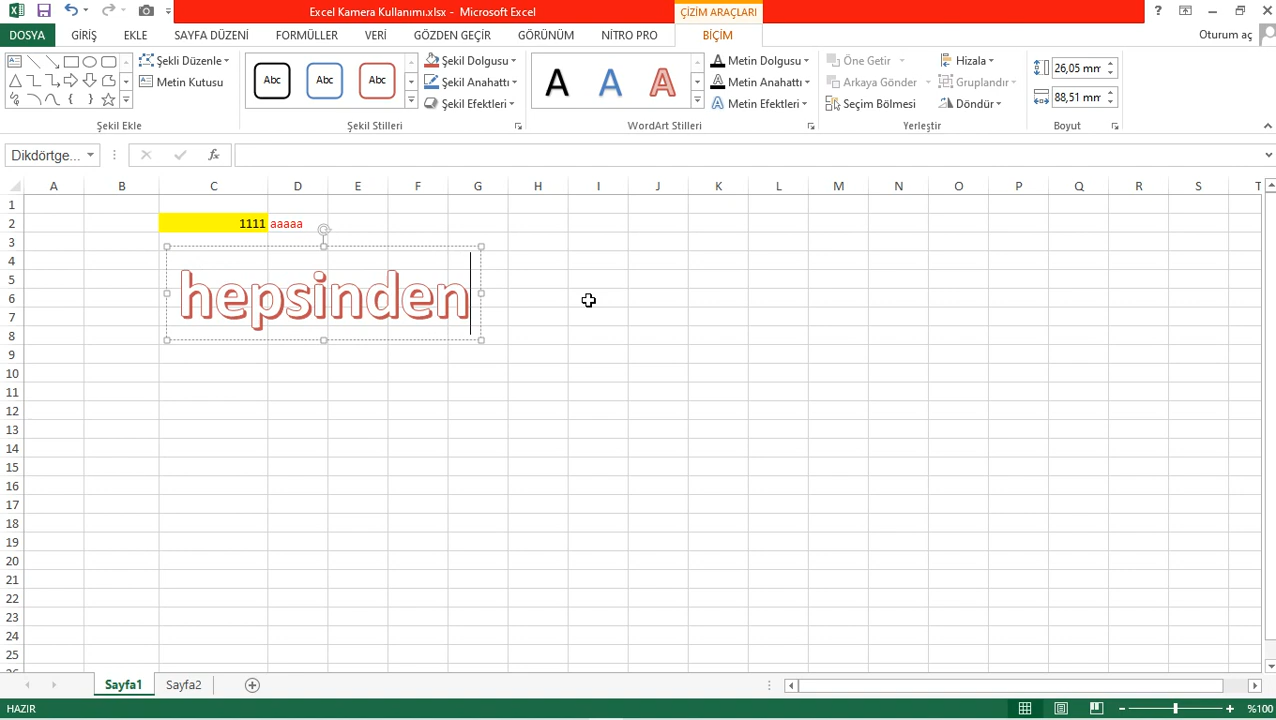 Excel Kamera Kullanımı.xlsx - Microsoft Excel
ÇİZİM ARAÇLARI
?
DOSYA GİRİŞ EKLE SAYFA DÜZENİ FORMÜLLER VERİ GÖZDEN GEÇİR GÖRÜNÜM NİTRO PRO BİÇİM Oturum aç
Şekli Düzenle
Metin Kutusu
Abc Abc Abc
Şekil Dolgusu
Şekil Anahattı
Şekil Efektleri
A A A
Metin Dolgusu
Metin Anahattı
Metin Efektleri
Öne Getir
Arkaya Gönder
Seçim Bölmesi
Hizala
Gruplandır
Döndür
26,05 mm
88,51 mm
Şekil Ekle Şekil Stilleri WordArt Stilleri Yerleştir Boyut
Dikdörtge... fx
A B C D E F G H I J K L M N O P Q R S T
1
2 1111 aaaaa
3
4
5
6 hepsinden
7
8
9
10
11
12
13
14
15
16
17
18
19
20
21
22
23
24
25
26
Sayfa1 Sayfa2
HAZIR %100